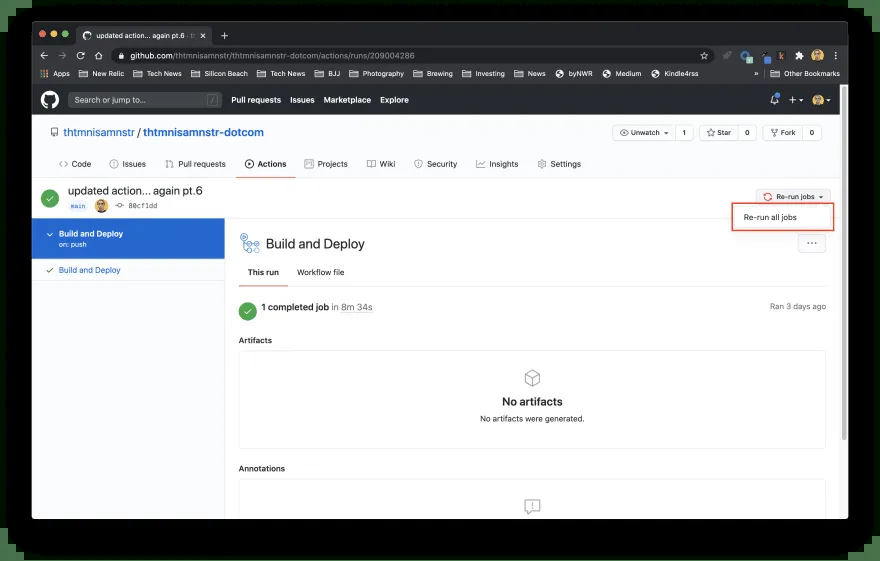 updated action... again pt.6 · t
github.com/thtmnisamnstr/thtmnisamnstr-dotcom/actions/runs/209004286
Apps New Relic Tech News Silicon Beach Tech News BJJ Photography Brewing Investing News byNWR Medium Kindle4rss » Other Bookmarks
Search or jump to... / Pull requests Issues Marketplace Explore
thtmnisamnstr / thtmnisamnstr-dotcom Unwatch 1 Star 0 Fork 0
Code Issues Pull requests Actions Projects Wiki Security Insights Settings
updated action... again pt.6
main 80cf1dd
Re-run jobs
Re-run all jobs
Build and Deploy
on: push
Build and Deploy
Build and Deploy
...
This run Workflow file
1 completed job in 8m 34s Ran 3 days ago
Artifacts
No artifacts
No artifacts were generated.
Annotations